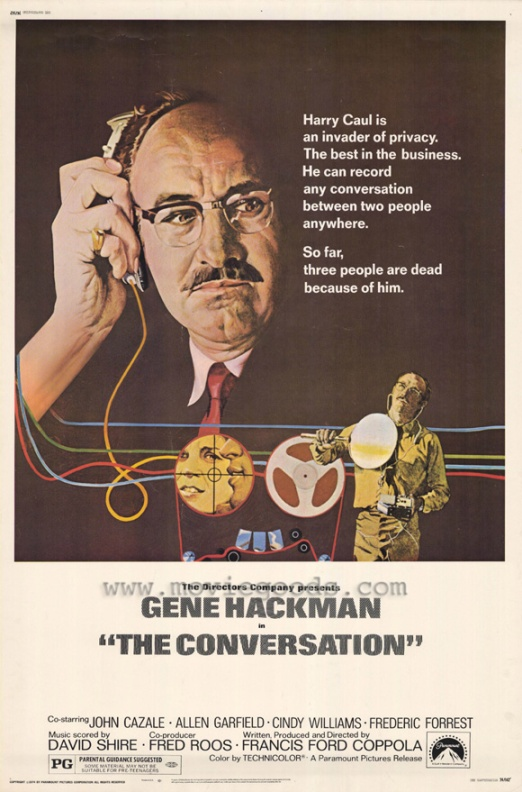 Harry Caul is
an invader of privacy.
The best in the business.
He can record
any conversation
between two people
anywhere.
So far,
three people are dead
because of him.
The Directors Company presents
www.moviegoods.com
GENE HACKMAN
in
“THE CONVERSATION”
Co-starring JOHN CAZALE · ALLEN GARFIELD · CINDY WILLIAMS · FREDERIC FORREST
Music scored by Co-producer Written, Produced and Directed by
DAVID SHIRE · FRED ROOS · FRANCIS FORD COPPOLA
PG PARENTAL GUIDANCE SUGGESTED
SOME MATERIAL MAY NOT BE
SUITABLE FOR PRE-TEENAGERS
Color by TECHNICOLOR® · A Paramount Pictures Release
Paramount